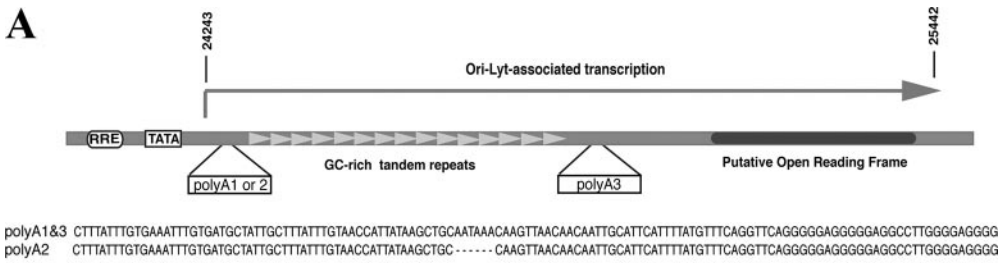 A
24243
25442
Ori-Lyt-associated transcription
RRE
TATA
GC-rich tandem repeats
Putative Open Reading Frame
polyA1 or 2
polyA3
polyA1&3 CTTTATTTGTGAAATTTGTGATGCTATTGCTTTATTTGTAACCATTATAAGCTGCAATAAACAAGTTAACAACAATTGCATTCATTTTATGTTTCAGGTTCAGGGGGAGGGGGAGGCCTTGGGGAGGGG
polyA2 CTTTATTTGTGAAATTTGTGATGCTATTGCTTTATTTGTAACCATTATAAGCTGC------CAAGTTAACAACAATTGCATTCATTTTATGTTTCAGGTTCAGGGGGAGGGGGAGGCCTTGGGGAGGGG